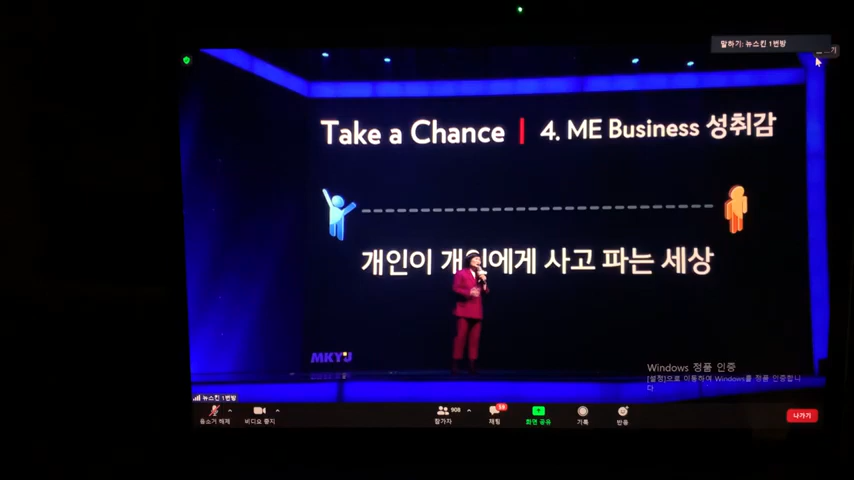 말하기: 뉴스킨 1번방
Take a Chance | 4. ME Business 성취감
개인이 개인에게 사고 파는 세상
MKYU
Windows 정품 인증
[설정]으로 이동하여 Windows를 정품 인증합니
다
뉴스킨 1번방
908
음소거 해제
비디오 중지
참가자
채팅
화면 공유
기록
반응
나가기